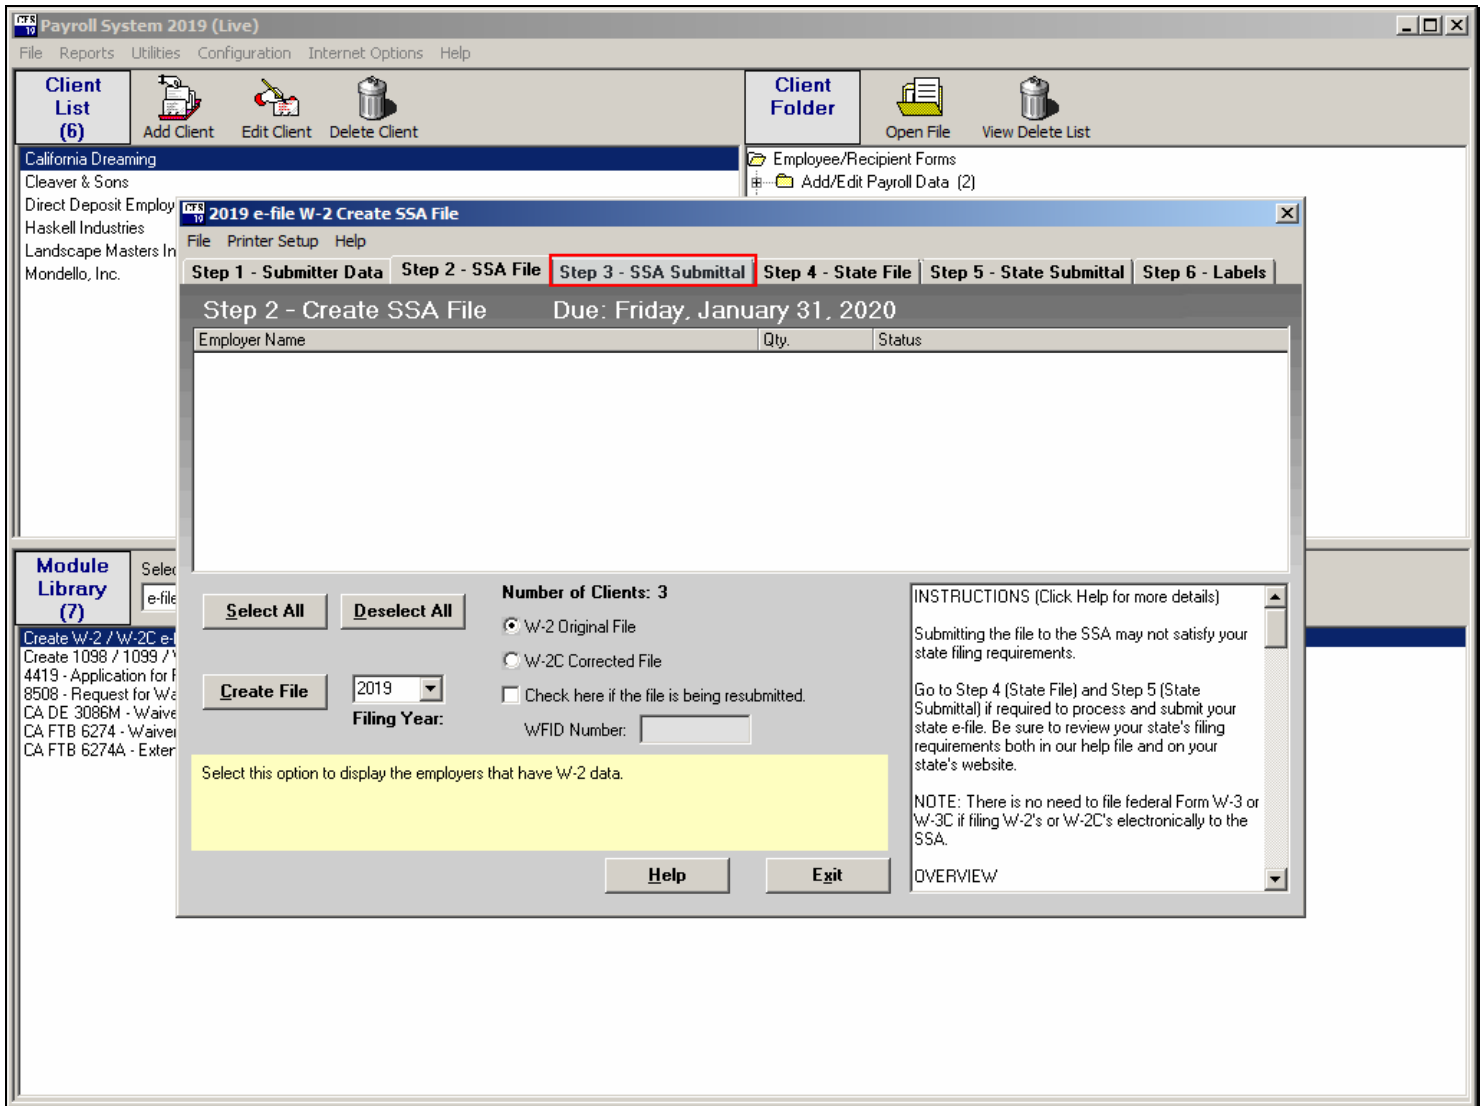 CFS 19 Payroll System 2019 (Live)
File Reports Utilities Configuration Internet Options Help
Client
List
(6)
Add Client Edit Client Delete Client
Client
Folder
Open File View Delete List
California Dreaming
Cleaver & Sons
Direct Deposit Employ
Haskell Industries
Landscape Masters In
Mondello, Inc.
Employee/Recipient Forms
Add/Edit Payroll Data (2)
CFS 19 2019 e-file W-2 Create SSA File
File Printer Setup Help
Step 1 - Submitter Data Step 2 - SSA File Step 3 - SSA Submittal Step 4 - State File Step 5 - State Submittal Step 6 - Labels
Step 2 - Create SSA File Due: Friday, January 31, 2020
Employer Name Qty. Status
Select All Deselect All
Create File 2019
Filing Year:
Number of Clients: 3
W-2 Original File
W-2C Corrected File
Check here if the file is being resubmitted.
WFID Number:
Select this option to display the employers that have W-2 data.
Help Exit
INSTRUCTIONS (Click Help for more details)
Submitting the file to the SSA may not satisfy your
state filing requirements.
Go to Step 4 (State File) and Step 5 (State
Submittal) if required to process and submit your
state e-file. Be sure to review your state's filing
requirements both in our help file and on your
state's website.
NOTE: There is no need to file federal Form W-3 or
W-3C if filing W-2's or W-2C's electronically to the
SSA.
OVERVIEW
Module
Library
(7)
Selec
e-file
Create W-2 / W-2C e-f
Create 1098 / 1099 / W
4419 - Application for F
8508 - Request for Wa
CA DE 3086M - Waive
CA FTB 6274 - Waiver
CA FTB 6274A - Exter